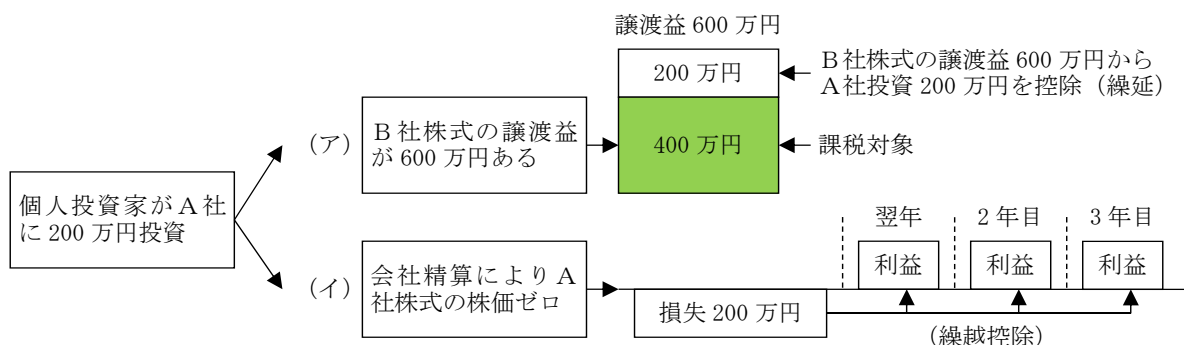 譲渡益 600 万円
200 万円
B社株式の譲渡益 600 万円から
A社投資 200 万円を控除（繰延）
（ア）
B社株式の譲渡益
が 600 万円ある
400 万円
課税対象
個人投資家がA社
に 200 万円投資
（イ）
会社精算によりA
社株式の株価ゼロ
損失 200 万円
翌年
2年目
3年目
利益
利益
利益
（繰越控除）